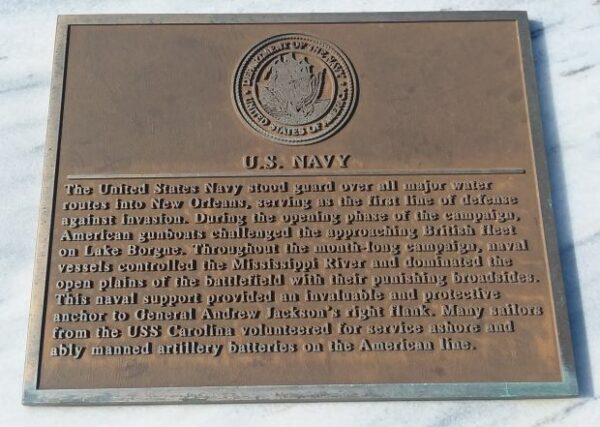 DEPARTMENT OF THE NAVY
UNITED STATES OF AMERICA
U.S. NAVY
The United States Navy stood guard over all major water
routes into New Orleans, serving as the first line of defense
against invasion. During the opening phase of the campaign,
American gunboats challenged the approaching British fleet
on Lake Borgne. Throughout the month-long campaign, naval
vessels controlled the Mississippi River and dominated the
open plains of the battlefield with their punishing broadsides.
This naval support provided an invaluable and protective
anchor to General Andrew Jackson's right flank. Many sailors
from the USS Carolina volunteered for service ashore and
ably manned artillery batteries on the American line.